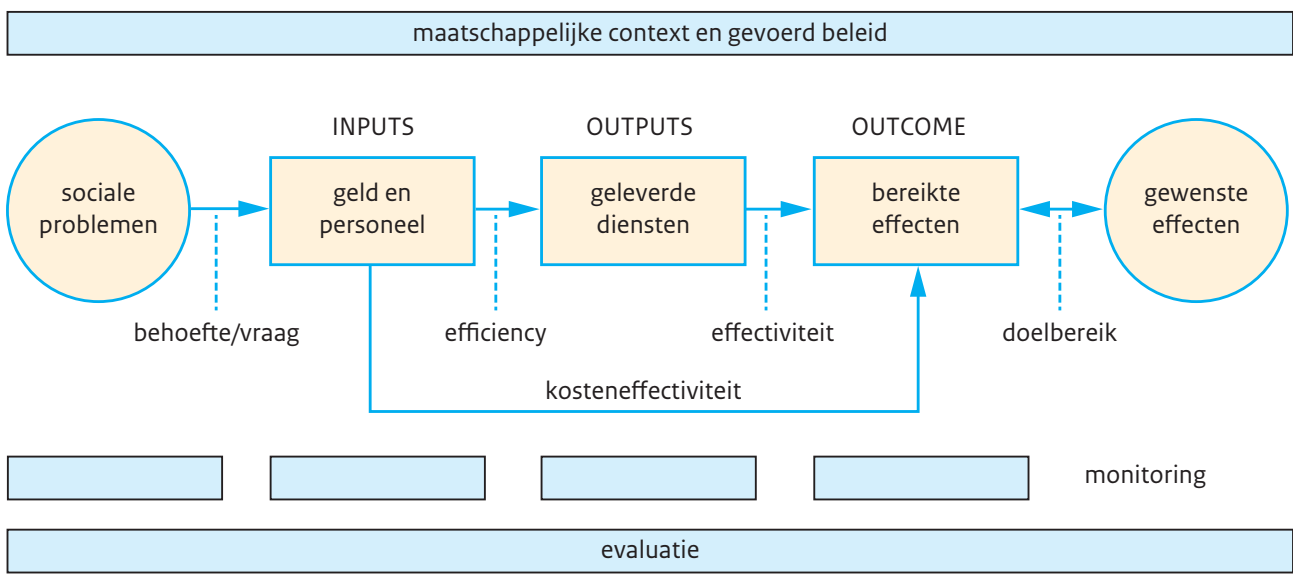 maatschappelijke context en gevoerd beleid
INPUTS
OUTPUTS
OUTCOME
sociale
problemen
geld en
personeel
geleverde
diensten
bereikte
effecten
gewenste
effecten
behoefte/vraag
efficiency
effectiviteit
doelbereik
kosteneffectiviteit
monitoring
evaluatie